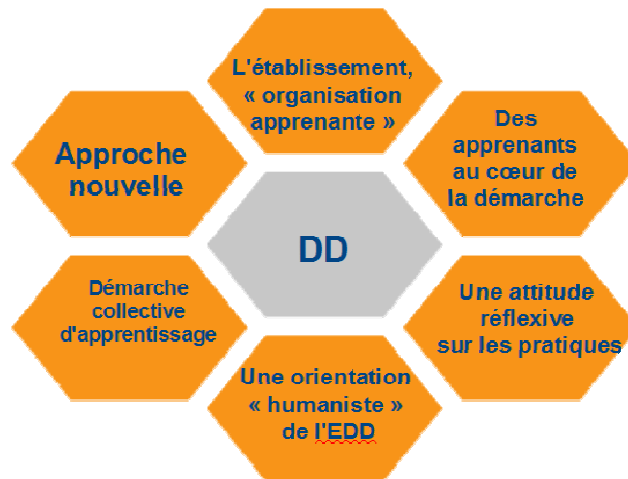 L'établissement,
« organisation
apprenante »
Approche
nouvelle
Des
apprenants
au cœur de
la démarche
DD
Démarche
collective
d'apprentissage
Une attitude
réflexive
sur les pratiques
Une orientation
« humaniste »
de l'EDD